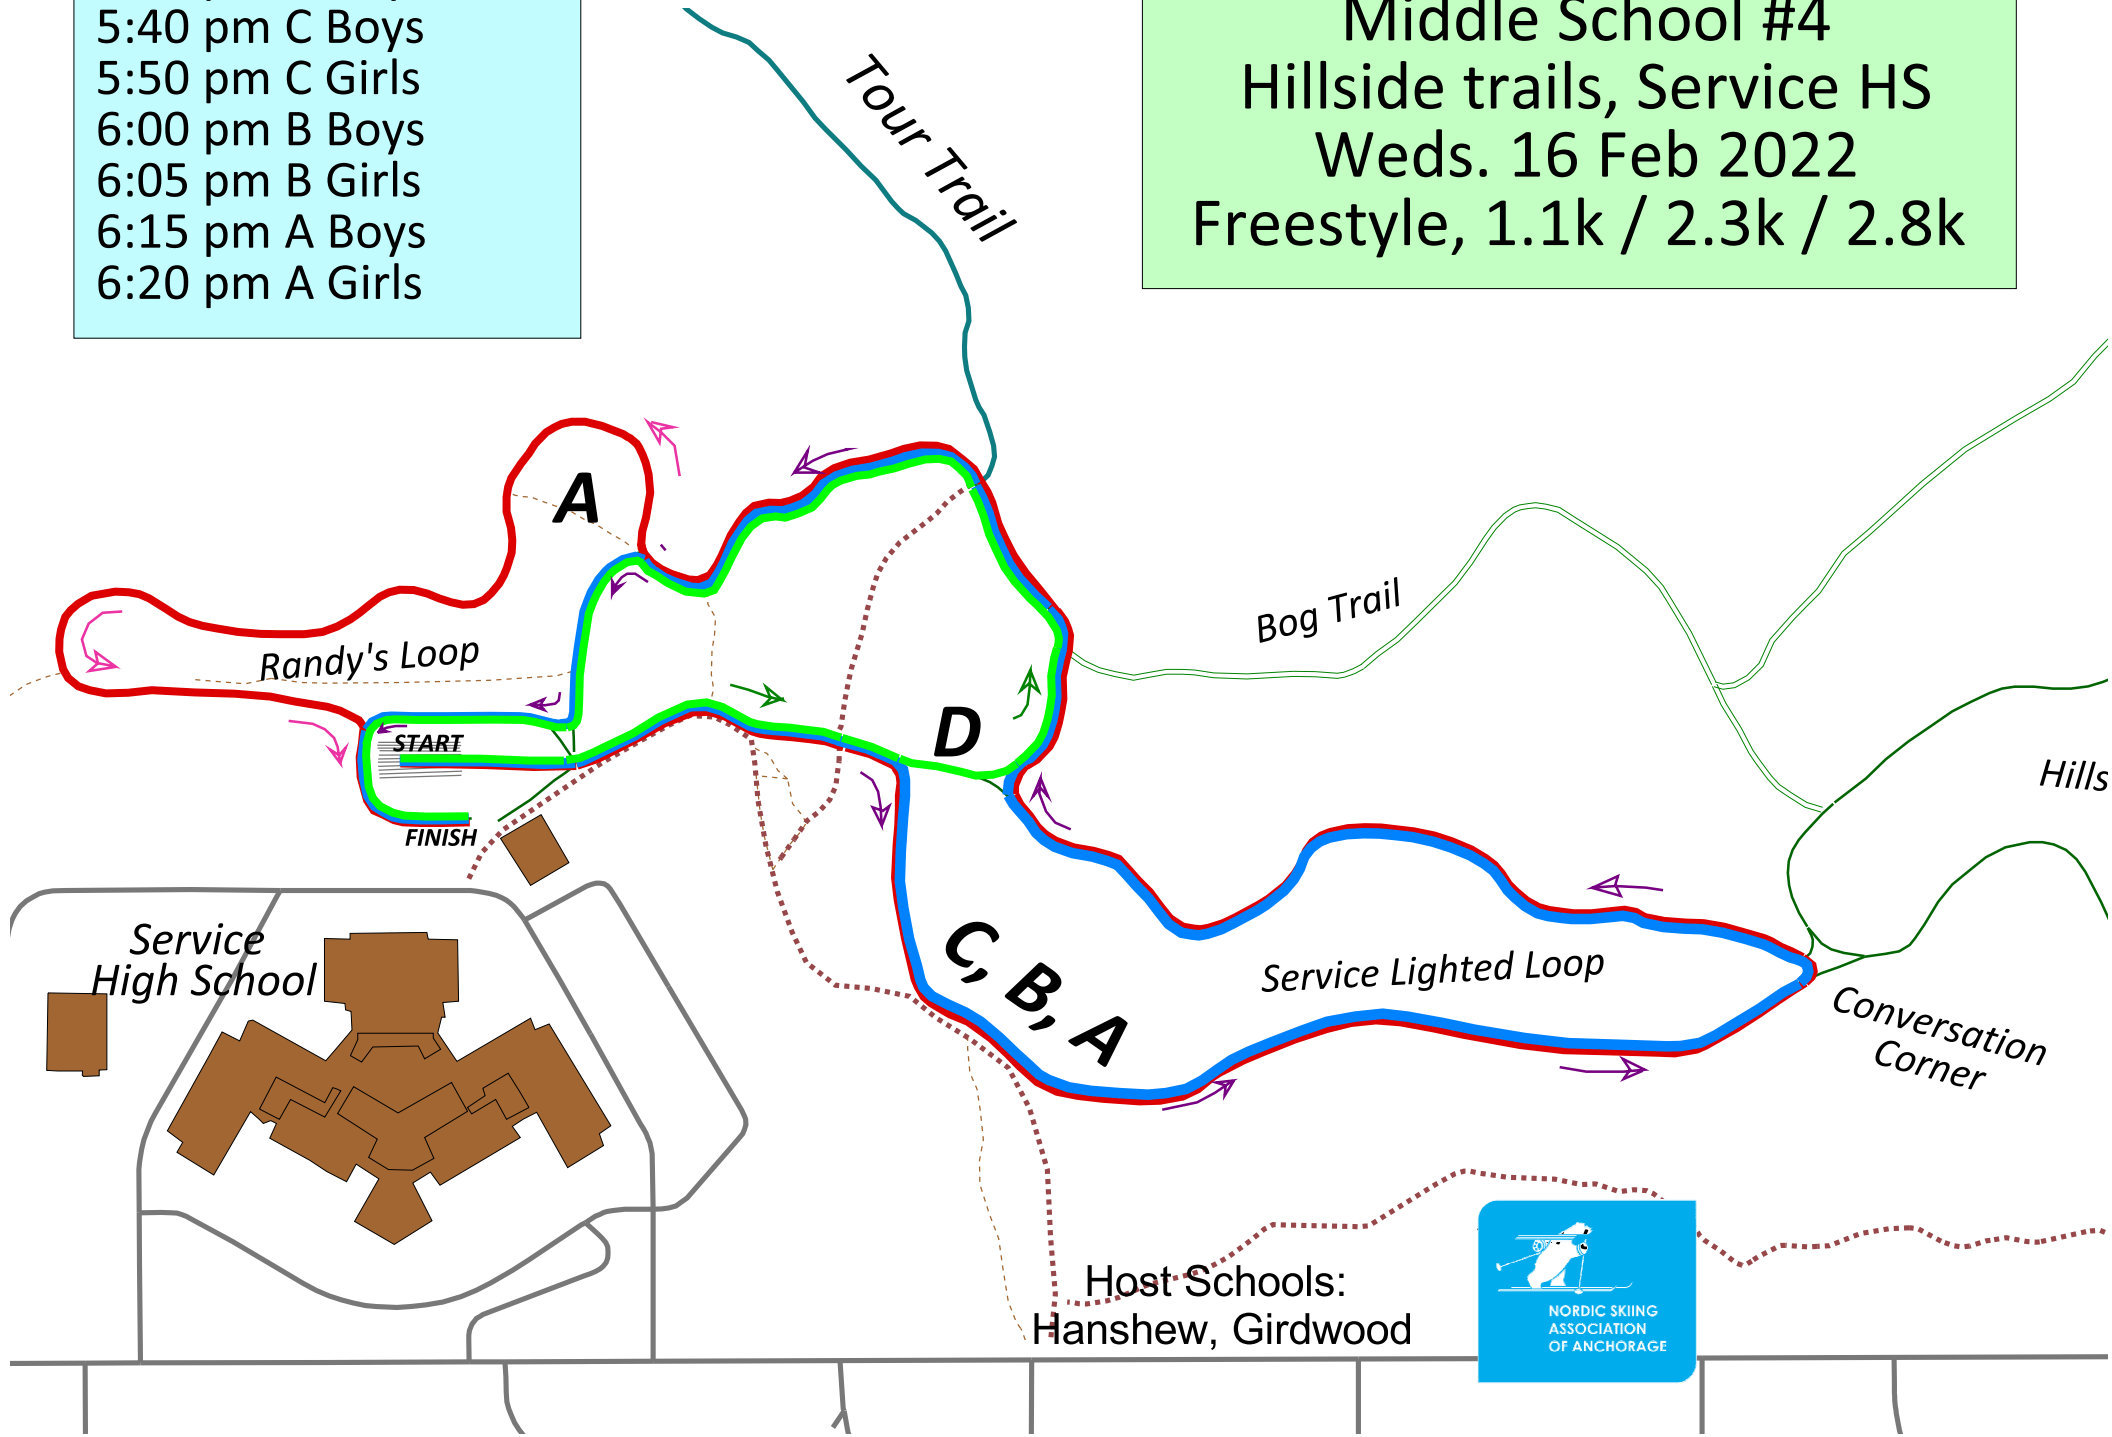 5:40 pm C Boys
5:50 pm C Girls
6:00 pm B Boys
6:05 pm B Girls
6:15 pm A Boys
6:20 pm A Girls
Middle School #4
Hillside trails, Service HS
Weds. 16 Feb 2022
Freestyle, 1.1k / 2.3k / 2.8k
Tour Trail
A
Bog Trail
Randy's Loop
D
START
FINISH
Hills
Service
High School
C, B, A
Service Lighted Loop
Conversation
Corner
Host Schools:
Hanshew, Girdwood
NORDIC SKIING
ASSOCIATION
OF ANCHORAGE